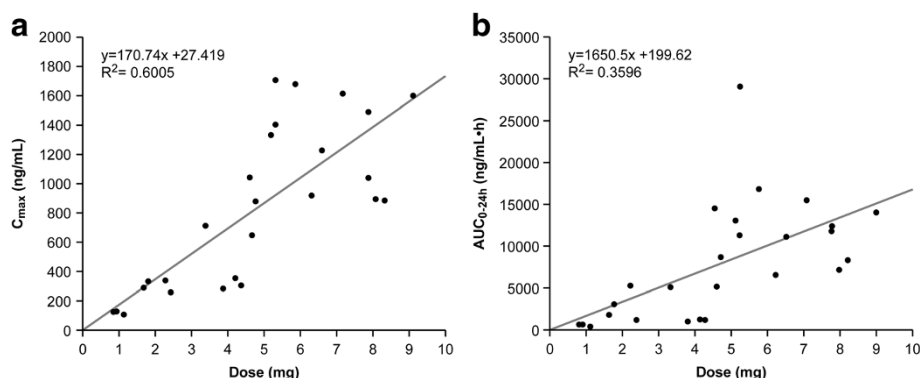 a
y=170.74x +27.419
R²= 0.6005
2000
1800
1600
1400
1200
1000
800
600
400
200
0
Cmax (ng/mL)
0 1 2 3 4 5 6 7 8 9 10
Dose (mg)
b
y=1650.5x +199.62
R²= 0.3596
35000
30000
25000
20000
15000
10000
5000
0
AUC0-24h (ng/mL•h)
0 1 2 3 4 5 6 7 8 9 10
Dose (mg)